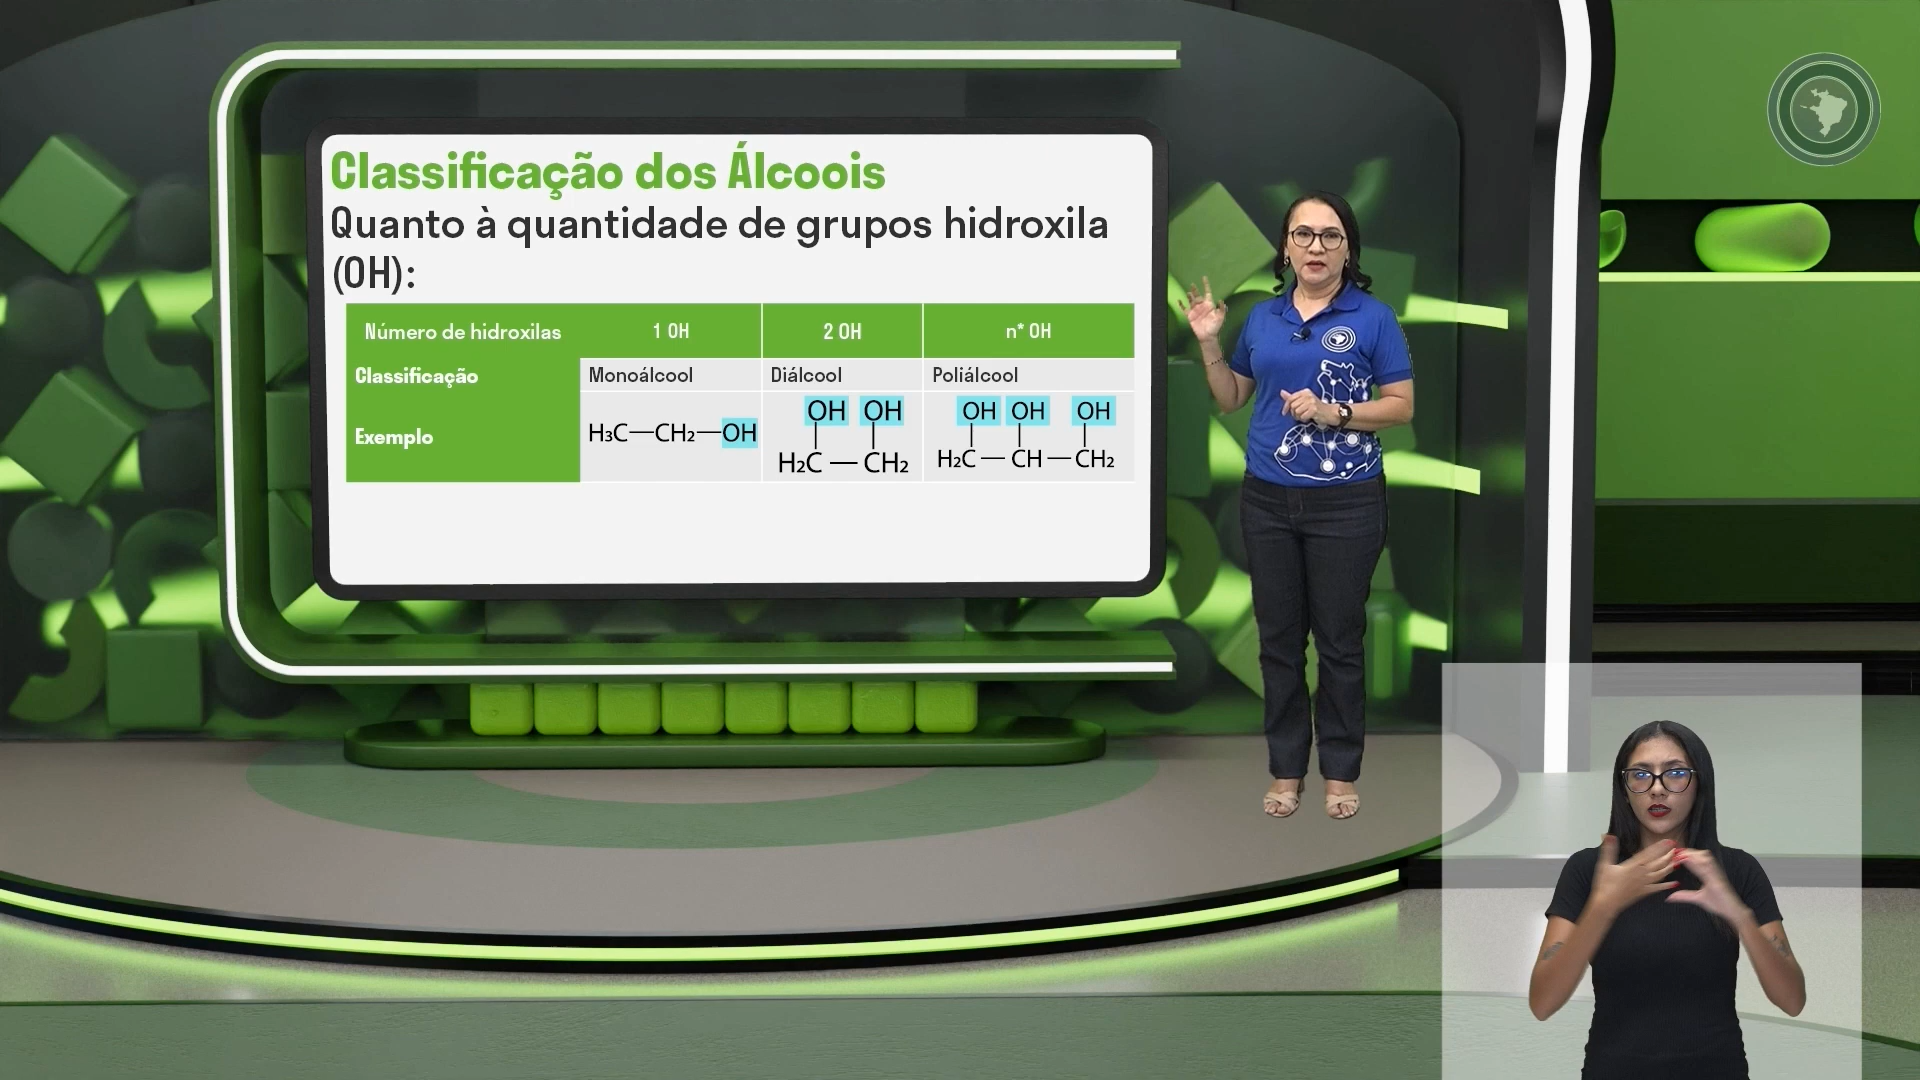 Classificação dos Álcoois
Quanto à quantidade de grupos hidroxila
(OH):
Número de hidroxilas 1 OH 2 OH n* OH
Classificação Monoálcool Diálcool Poliálcool
Exemplo H₃C—CH₂—OH
OH OH
H₂C — CH₂
OH OH OH
H₂C — CH — CH₂